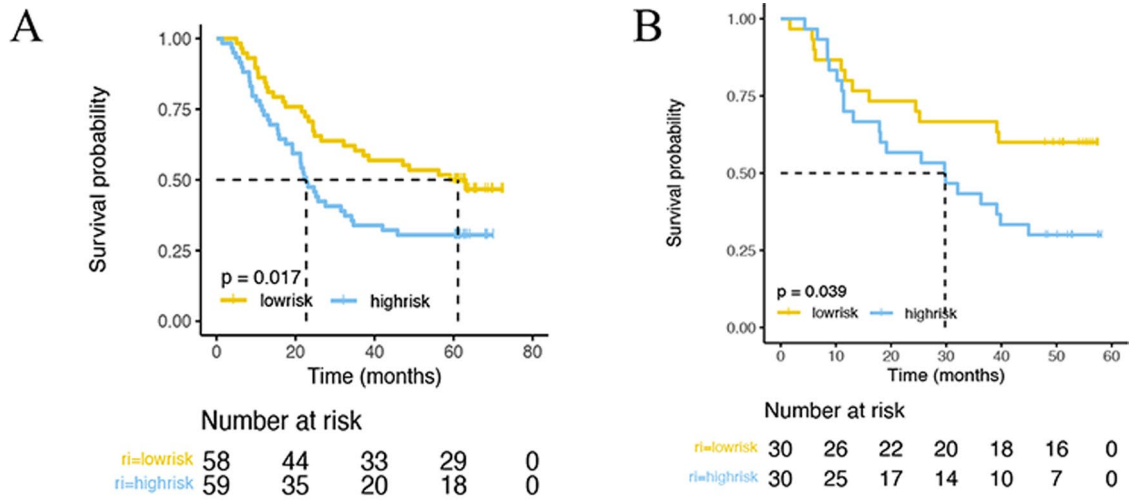 A
Survival probability
1.00
0.75
0.50
0.25
0.00
p = 0.017
lowrisk highrisk
0 20 40 60 80
Time (months)
Number at risk
ri=lowrisk 58 44 33 29 0
ri=highrisk 59 35 20 18 0
B
Survival probability
1.00
0.75
0.50
0.25
0.00
p = 0.039
lowrisk highrisk
0 10 20 30 40 50 60
Time (months)
Number at risk
ri=lowrisk 30 26 22 20 18 16 0
ri=highrisk 30 25 17 14 10 7 0